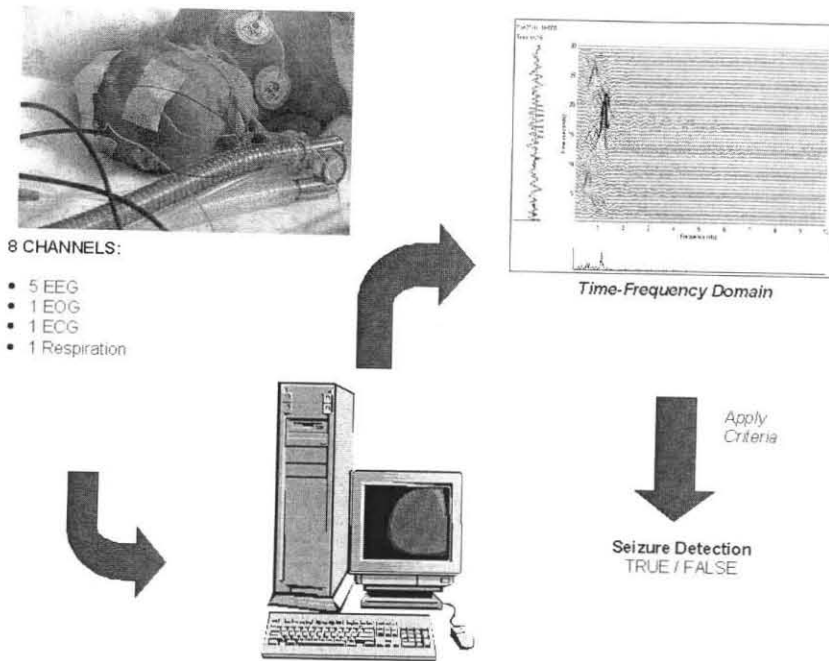 8 CHANNELS:
• 5 EEG
• 1 EOG
• 1 ECG
• 1 Respiration
Time-Frequency Domain
Apply
Criteria
Seizure Detection
TRUE / FALSE